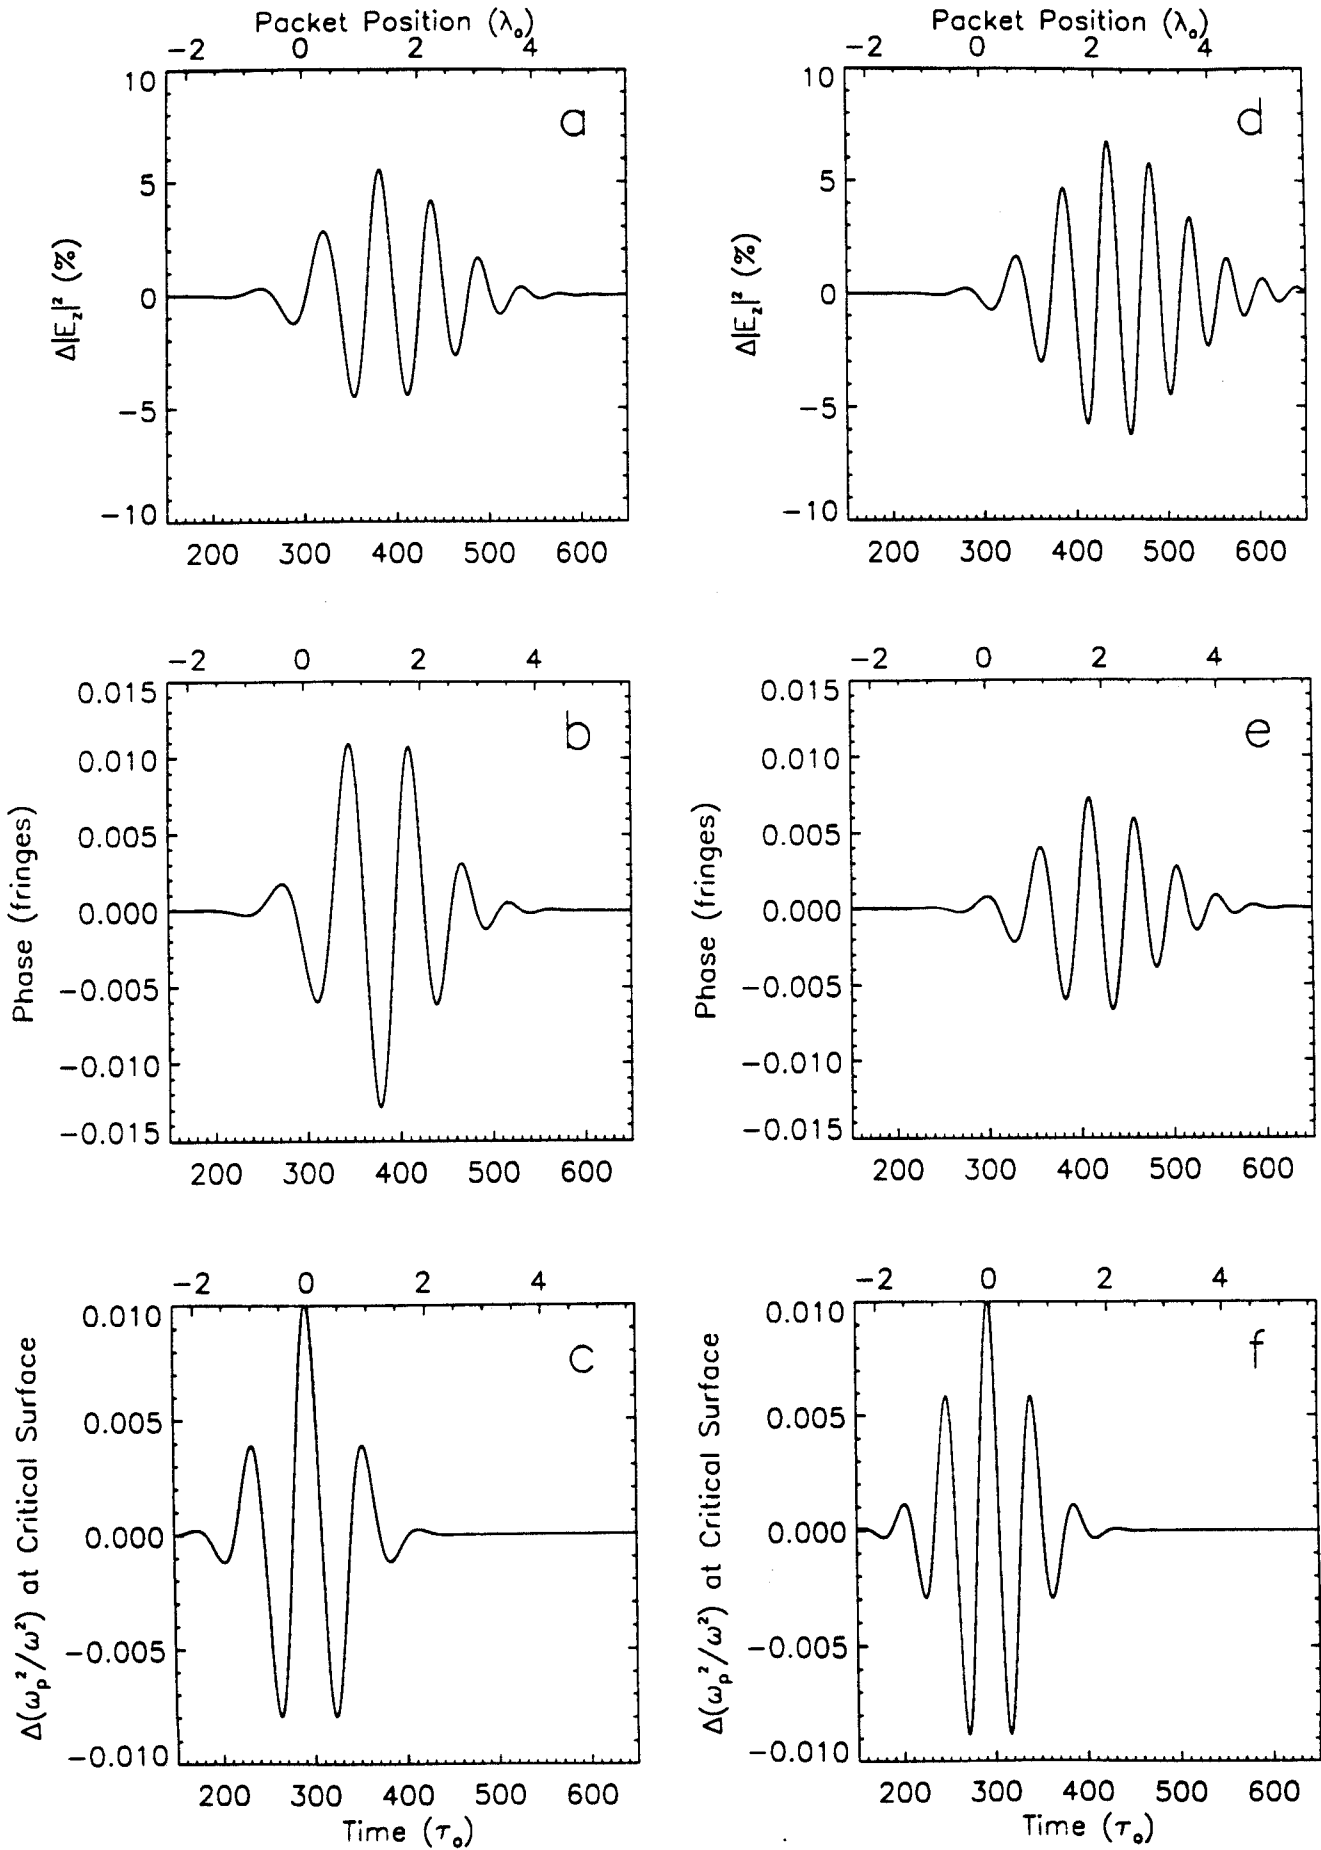 Packet Position (λ₀)
-2 0 2 4
10
5
0
-5
-10
Δ|E_z|² (%)
a
200 300 400 500 600
Packet Position (λ₀)
-2 0 2 4
10
5
0
-5
-10
Δ|E_z|² (%)
d
200 300 400 500 600
-2 0 2 4
0.015
0.010
0.005
0.000
-0.005
-0.010
-0.015
Phase (fringes)
b
200 300 400 500 600
-2 0 2 4
0.015
0.010
0.005
0.000
-0.005
-0.010
-0.015
Phase (fringes)
e
200 300 400 500 600
-2 0 2 4
0.010
0.005
0.000
-0.005
-0.010
Δ(ω_p²/ω²) at Critical Surface
c
200 300 400 500 600
Time (τ₀)
-2 0 2 4
0.010
0.005
0.000
-0.005
-0.010
Δ(ω_p²/ω²) at Critical Surface
f
200 300 400 500 600
Time (τ₀)